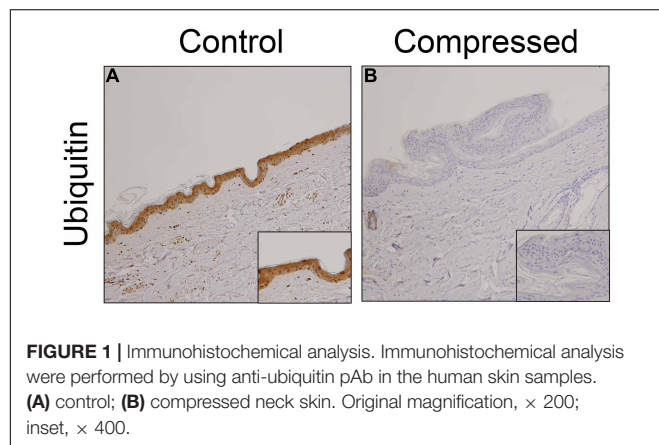 Control Compressed
A B
Ubiquitin
FIGURE 1 | Immunohistochemical analysis. Immunohistochemical analysis
were performed by using anti-ubiquitin pAb in the human skin samples.
(A) control; (B) compressed neck skin. Original magnification, × 200;
inset, × 400.